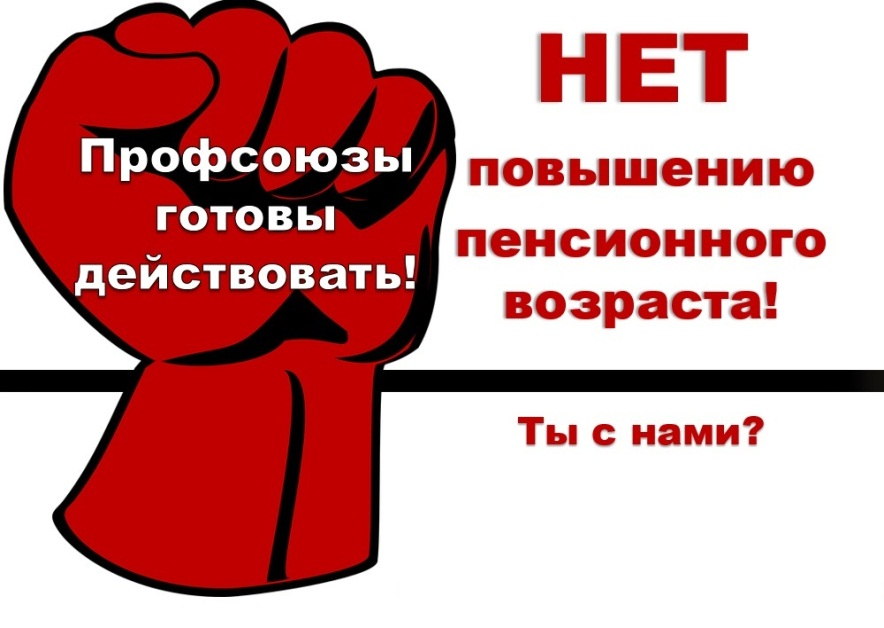 Профсоюзы
готовы
действовать!
НЕТ
повышению
пенсионного
возраста!
Ты с нами?